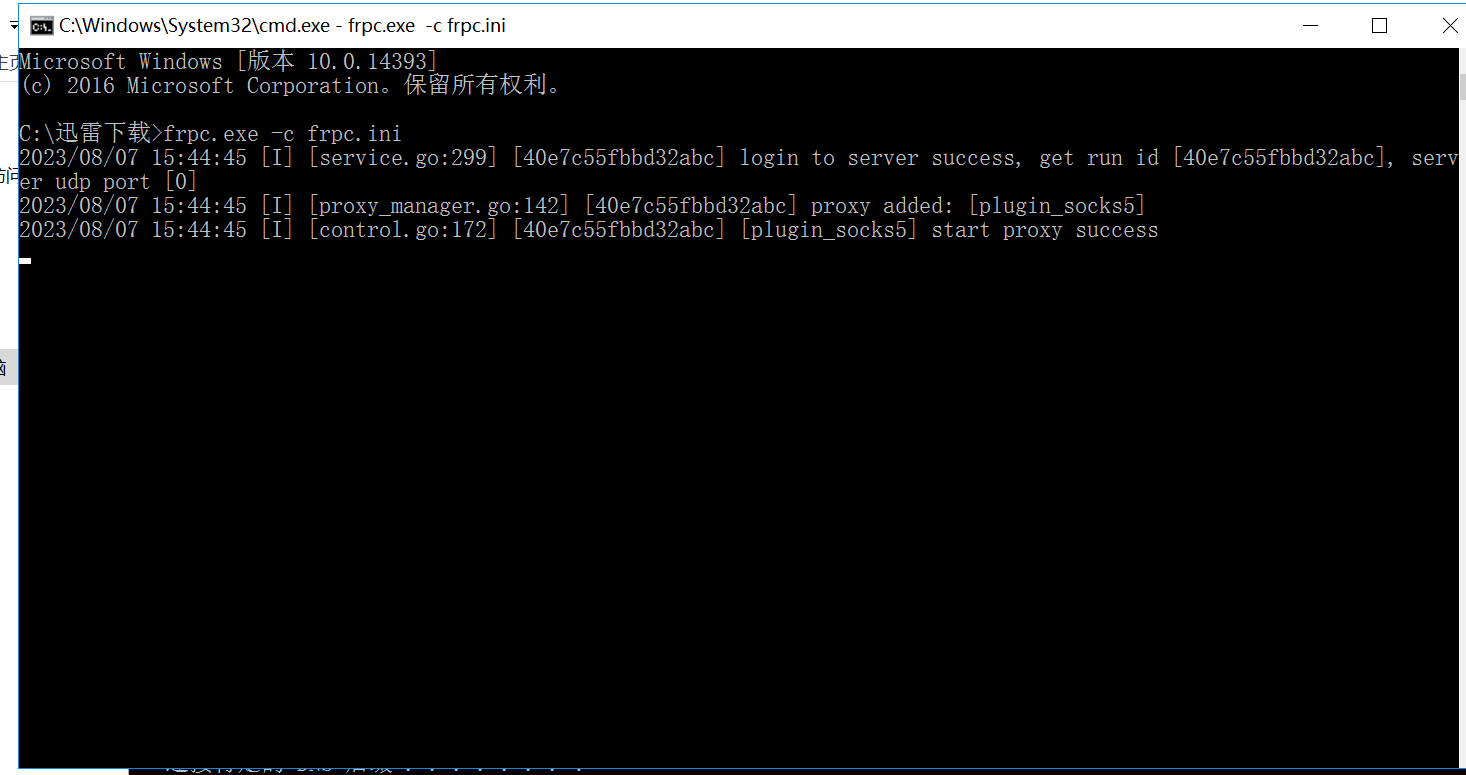 C:\Windows\System32\cmd.exe - frpc.exe  -c frpc.ini
Microsoft Windows [版本 10.0.14393]
(c) 2016 Microsoft Corporation。保留所有权利。
C:\迅雷下载>frpc.exe -c frpc.ini
2023/08/07 15:44:45 [I] [service.go:299] [40e7c55fbbd32abc] login to server success, get run id [40e7c55fbbd32abc], serv
er udp port [0]
2023/08/07 15:44:45 [I] [proxy_manager.go:142] [40e7c55fbbd32abc] proxy added: [plugin_socks5]
2023/08/07 15:44:45 [I] [control.go:172] [40e7c55fbbd32abc] [plugin_socks5] start proxy success